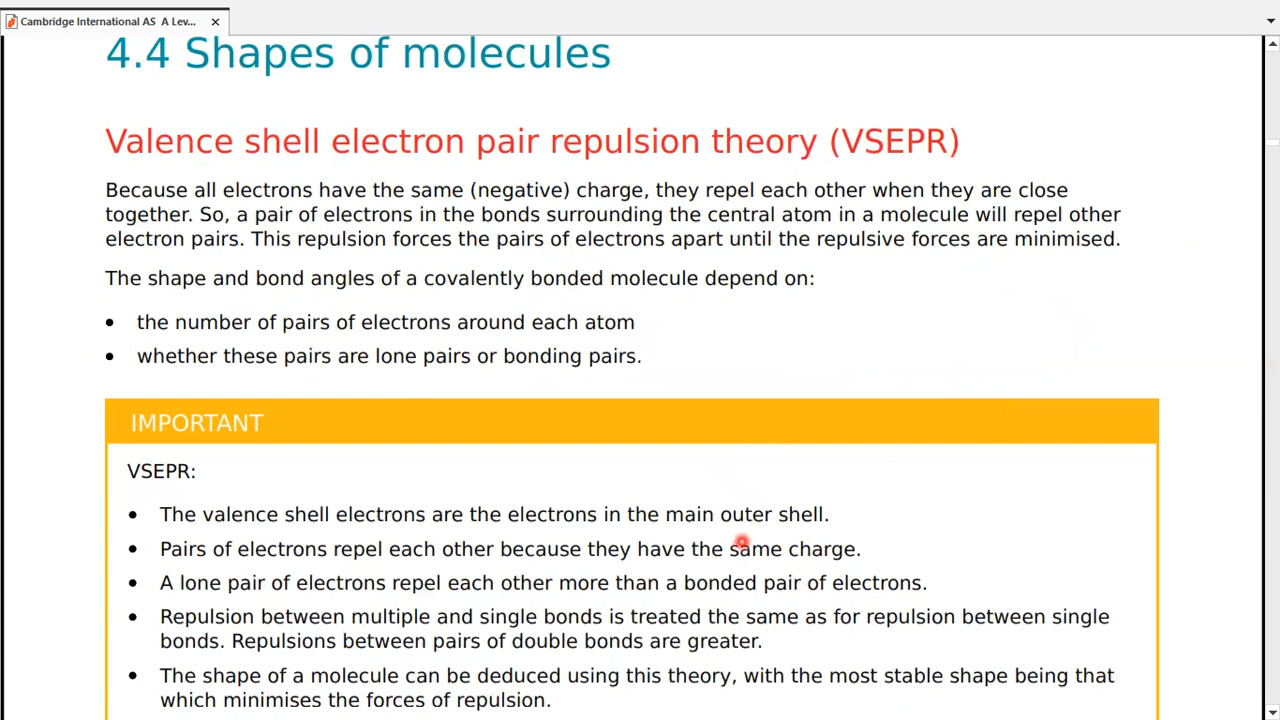 Cambridge International AS  A Lev...
4.4 Shapes of molecules
Valence shell electron pair repulsion theory (VSEPR)
Because all electrons have the same (negative) charge, they repel each other when they are close
together. So, a pair of electrons in the bonds surrounding the central atom in a molecule will repel other
electron pairs. This repulsion forces the pairs of electrons apart until the repulsive forces are minimised.
The shape and bond angles of a covalently bonded molecule depend on:
• the number of pairs of electrons around each atom
• whether these pairs are lone pairs or bonding pairs.
IMPORTANT
VSEPR:
• The valence shell electrons are the electrons in the main outer shell.
• Pairs of electrons repel each other because they have the same charge.
• A lone pair of electrons repel each other more than a bonded pair of electrons.
• Repulsion between multiple and single bonds is treated the same as for repulsion between single
bonds. Repulsions between pairs of double bonds are greater.
• The shape of a molecule can be deduced using this theory, with the most stable shape being that
which minimises the forces of repulsion.